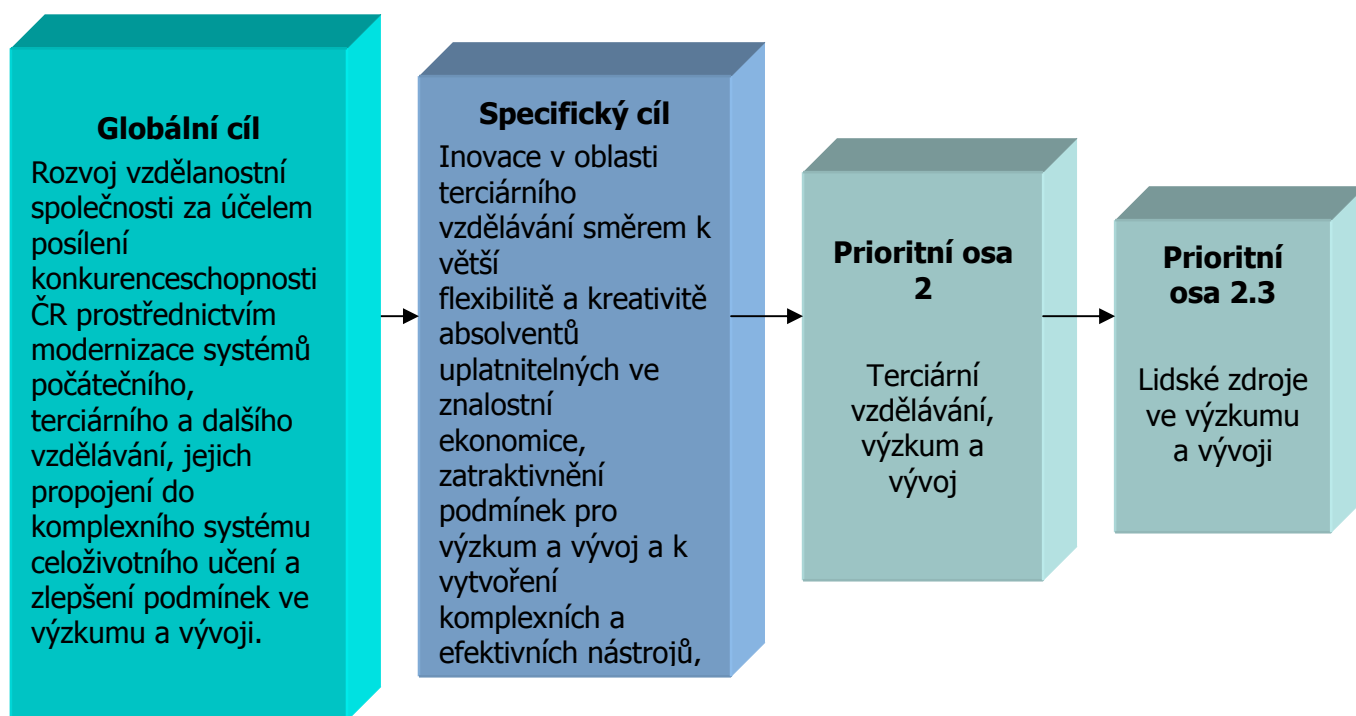 Globální cíl
Rozvoj vzdělanostní
společnosti za účelem
posílení
konkurenceschopnosti
ČR prostřednictvím
modernizace systémů
počátečního,
terciárního a dalšího
vzdělávání, jejich
propojení do
komplexního systému
celoživotního učení a
zlepšení podmínek ve
výzkumu a vývoji.
Specifický cíl
Inovace v oblasti
terciárního
vzdělávání směrem k
větší
flexibilitě a kreativitě
absolventů
uplatnitelných ve
znalostní
ekonomice,
zatraktivnění
podmínek pro
výzkum a vývoj a k
vytvoření
komplexních a
efektivních nástrojů,
Prioritní osa
2
Terciární
vzdělávání,
výzkum a
vývoj
Prioritní
osa 2.3
Lidské zdroje
ve výzkumu
a vývoji